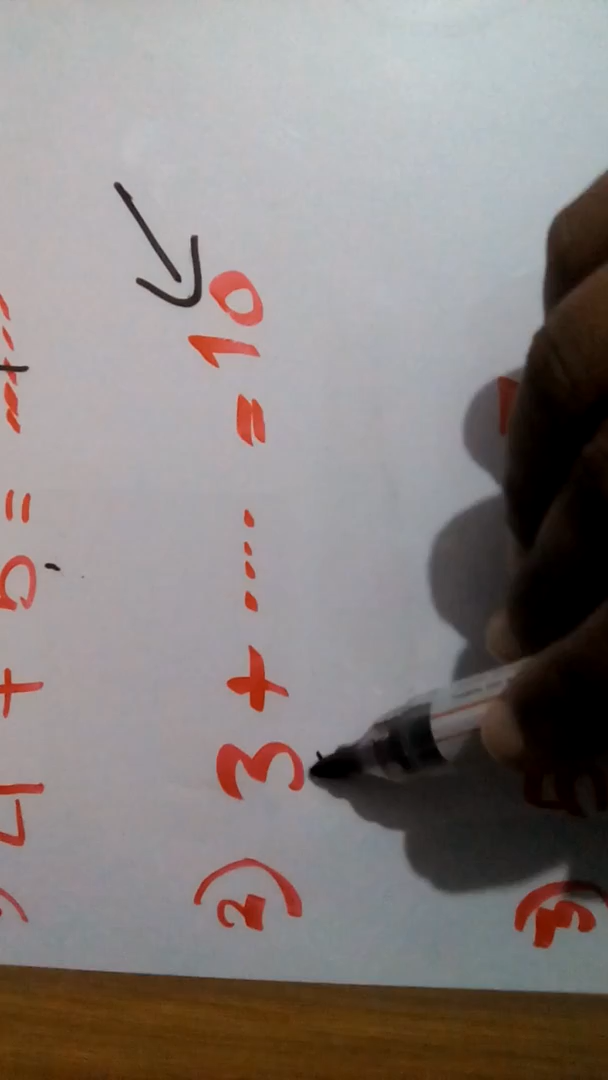 4 + 5 = ....
2) 3 + .... = 10
3)